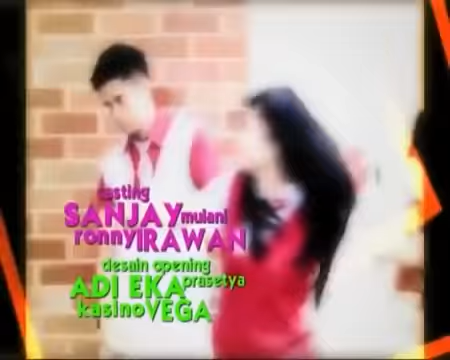 casting
SANJAY mulani
ronny IRAWAN
desain opening
ADI EKA prasetya
kasino VEGA